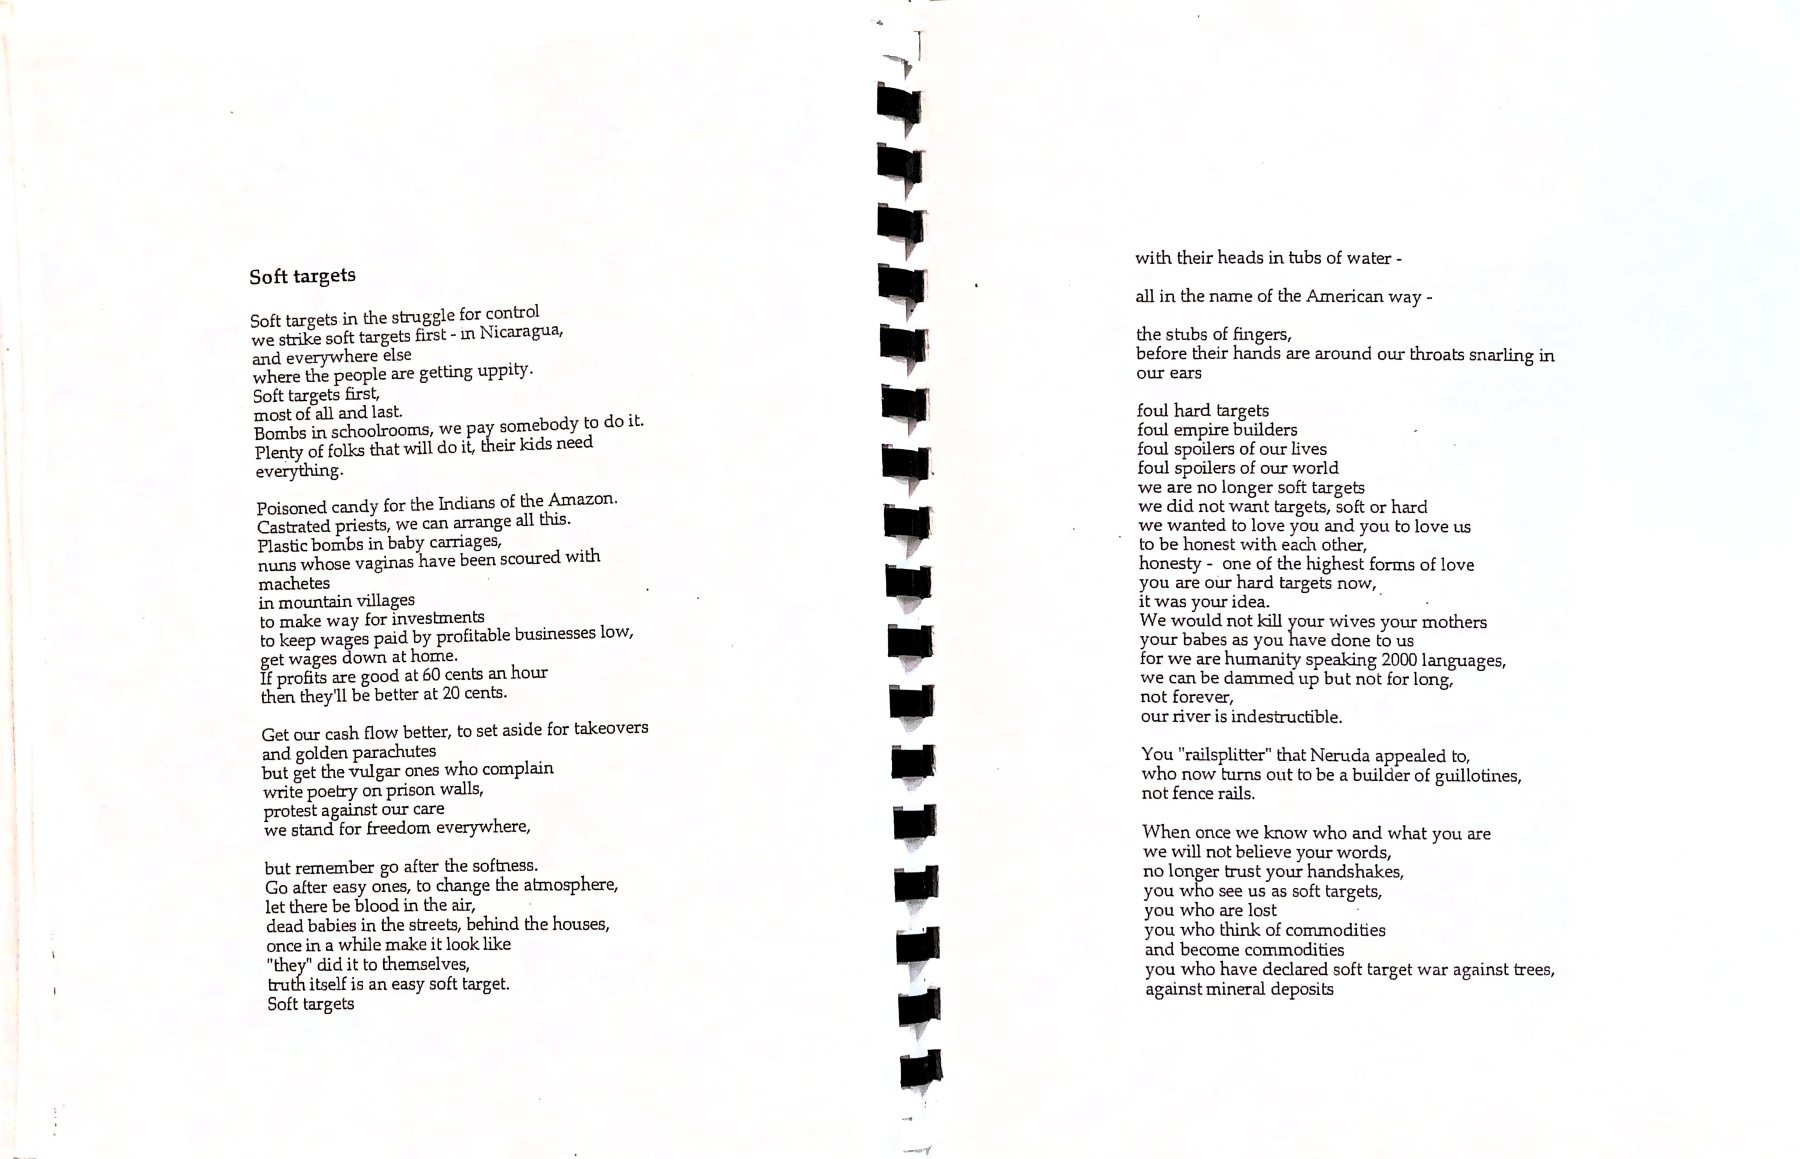 Soft targets
Soft targets in the struggle for control
we strike soft targets first - in Nicaragua,
and everywhere else
where the people are getting uppity.
Soft targets first,
most of all and last.
Bombs in schoolrooms, we pay somebody to do it.
Plenty of folks that will do it, their kids need
everything.
Poisoned candy for the Indians of the Amazon.
Castrated priests, we can arrange all this.
Plastic bombs in baby carriages,
nuns whose vaginas have been scoured with
machetes
in mountain villages
to make way for investments
to keep wages paid by profitable businesses low,
get wages down at home.
If profits are good at 60 cents an hour
then they'll be better at 20 cents.
Get our cash flow better, to set aside for takeovers
and golden parachutes
but get the vulgar ones who complain
write poetry on prison walls,
protest against our care
we stand for freedom everywhere,
but remember go after the softness.
Go after easy ones, to change the atmosphere,
let there be blood in the air,
dead babies in the streets, behind the houses,
once in a while make it look like
"they" did it to themselves,
truth itself is an easy soft target.
Soft targets
with their heads in tubs of water -
all in the name of the American way -
the stubs of fingers,
before their hands are around our throats snarling in
our ears
foul hard targets
foul empire builders
foul spoilers of our lives
foul spoilers of our world
we are no longer soft targets
we did not want targets, soft or hard
we wanted to love you and you to love us
to be honest with each other,
honesty - one of the highest forms of love
you are our hard targets now,
it was your idea.
We would not kill your wives your mothers
your babes as you have done to us
for we are humanity speaking 2000 languages,
we can be dammed up but not for long,
not forever,
our river is indestructible.
You "railsplitter" that Neruda appealed to,
who now turns out to be a builder of guillotines,
not fence rails.
When once we know who and what you are
we will not believe your words,
no longer trust your handshakes,
you who see us as soft targets,
you who are lost
you who think of commodities
and become commodities
you who have declared soft target war against trees,
against mineral deposits